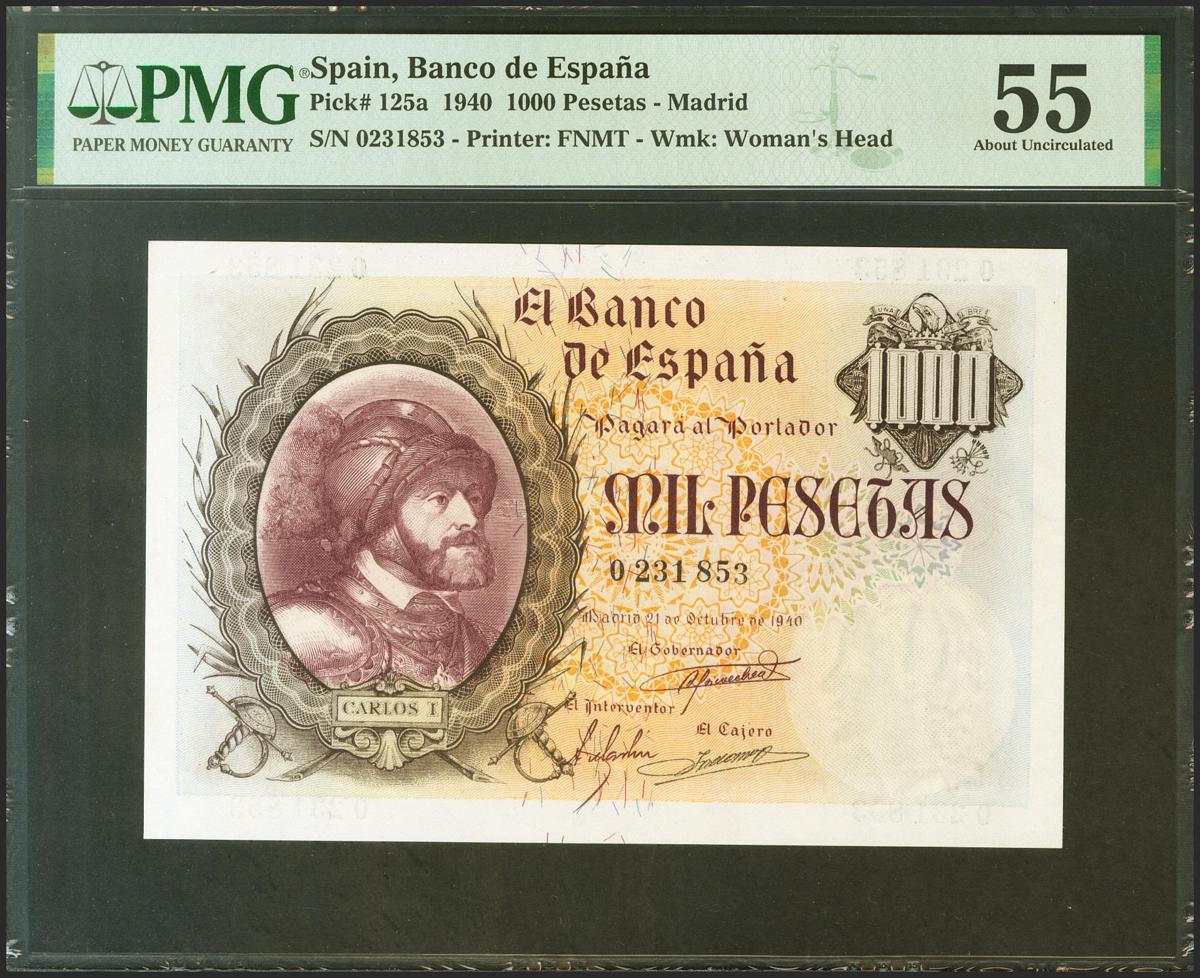 PMG®
PAPER MONEY GUARANTY
Spain, Banco de España
Pick# 125a 1940 1000 Pesetas - Madrid
S/N 0231853 - Printer: FNMT - Wmk: Woman's Head
55
About Uncirculated
El Banco
de España
1000
Pagará al Portador
MIL PESETAS
0 231 853
Madrid 21 de Octubre de 1940
El Gobernador
El Interventor
El Cajero
CARLOS I